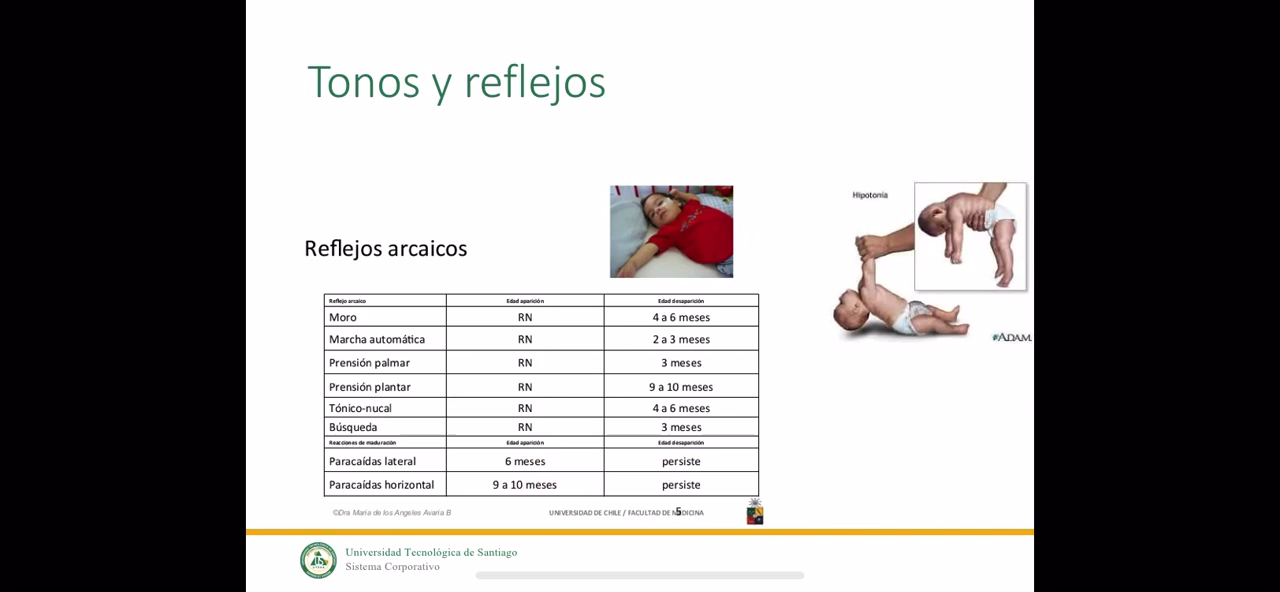 Tonos y reflejos
Hipotonía
Reflejos arcaicos
ADAM.
Reflejo arcaico Edad aparición Edad desaparición
Moro RN 4 a 6 meses
Marcha automática RN 2 a 3 meses
Prensión palmar RN 3 meses
Prensión plantar RN 9 a 10 meses
Tónico-nucal RN 4 a 6 meses
Búsqueda RN 3 meses
Reacciones de maduración Edad aparición Edad desaparición
Paracaídas lateral 6 meses persiste
Paracaídas horizontal 9 a 10 meses persiste
©Dra Maria de los Angeles Avaria B UNIVERSIDAD DE CHILE / FACULTAD DE MEDICINA
5
Universidad Tecnológica de Santiago
Sistema Corporativo